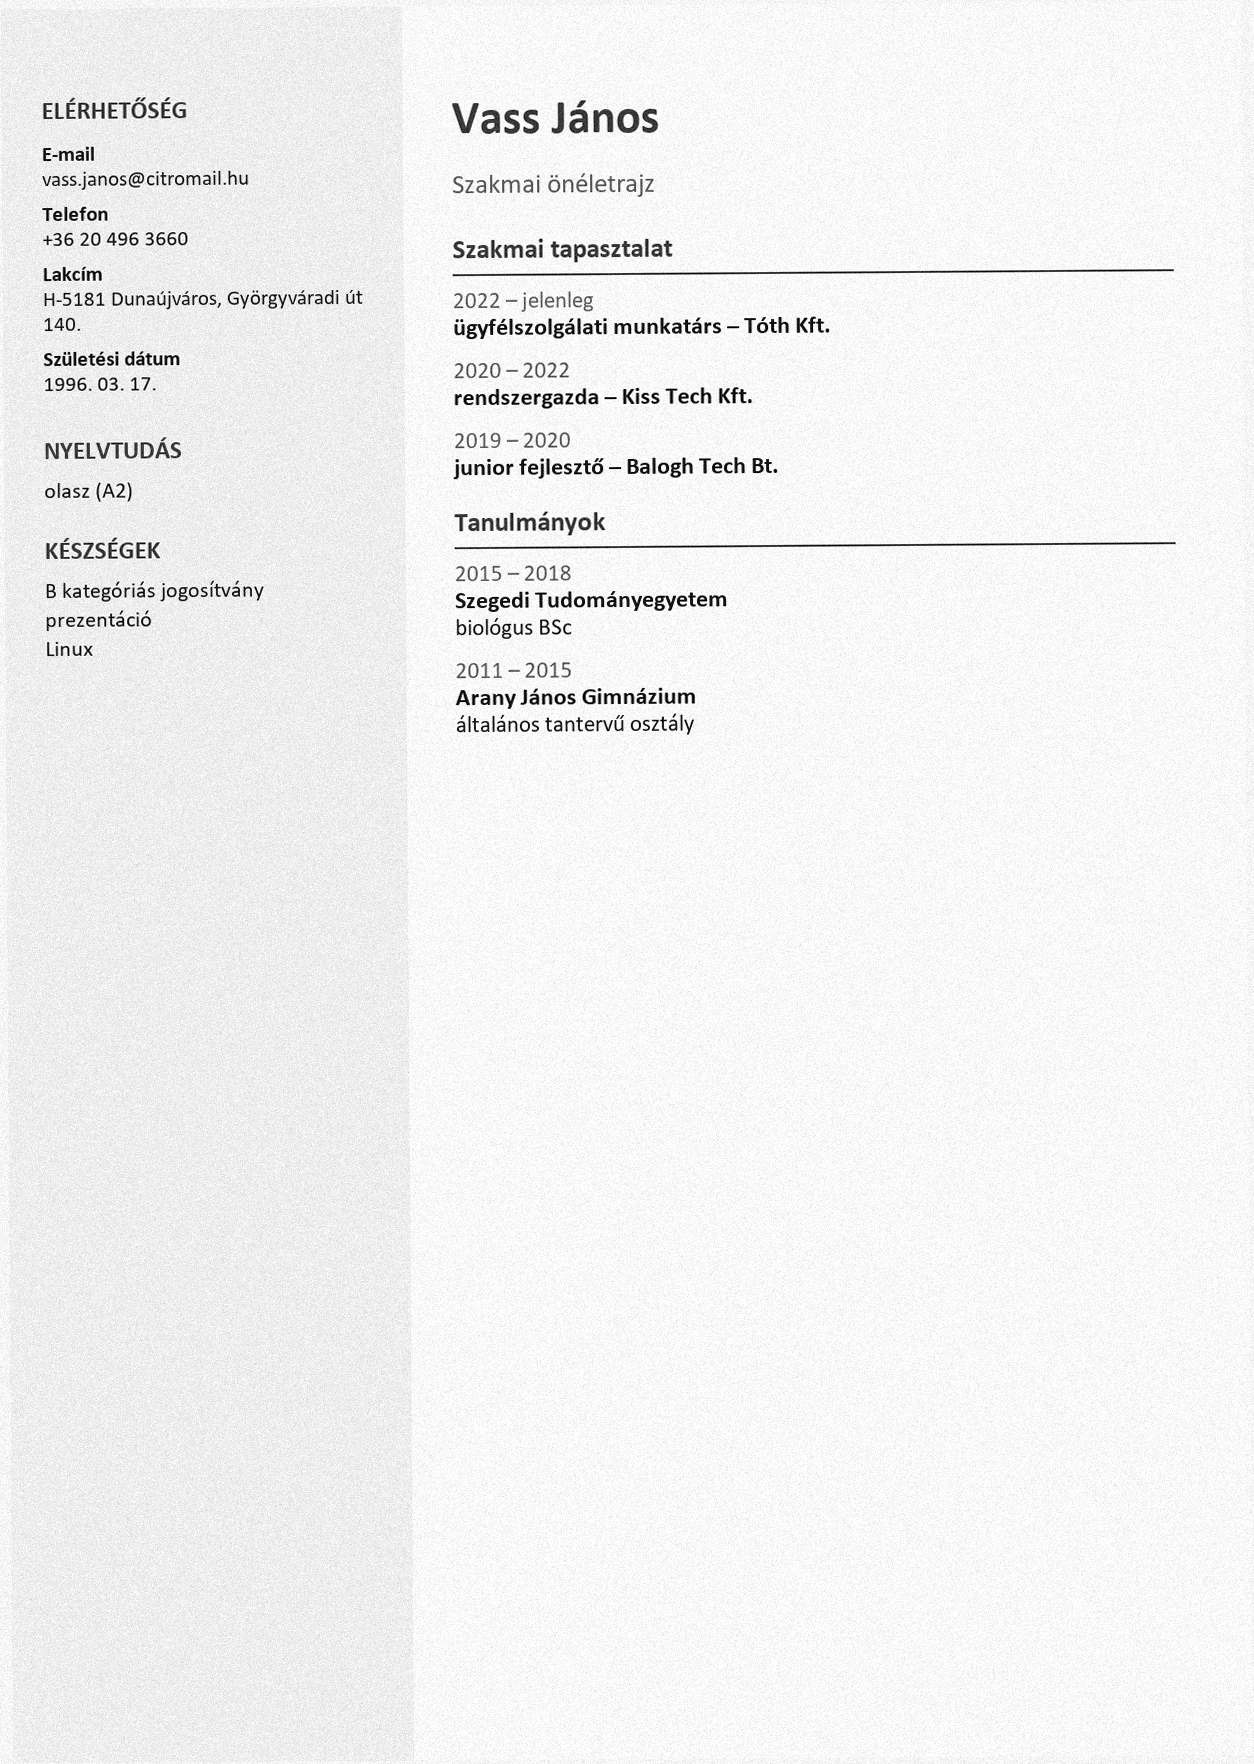 ELÉRHETŐSÉG
E-mail
vass.janos@citromail.hu
Telefon
+36 20 496 3660
Lakcím
H-5181 Dunaújváros, Györgyváradi út
140.
Születési dátum
1996. 03. 17.
NYELVTUDÁS
olasz (A2)
KÉSZSÉGEK
B kategóriás jogosítvány
prezentáció
Linux
Vass János
Szakmai önéletrajz
Szakmai tapasztalat
2022 – jelenleg
ügyfélszolgálati munkatárs – Tóth Kft.
2020 – 2022
rendszergazda – Kiss Tech Kft.
2019 – 2020
junior fejlesztő – Balogh Tech Bt.
Tanulmányok
2015 – 2018
Szegedi Tudományegyetem
biológus BSc
2011 – 2015
Arany János Gimnázium
általános tantervű osztály